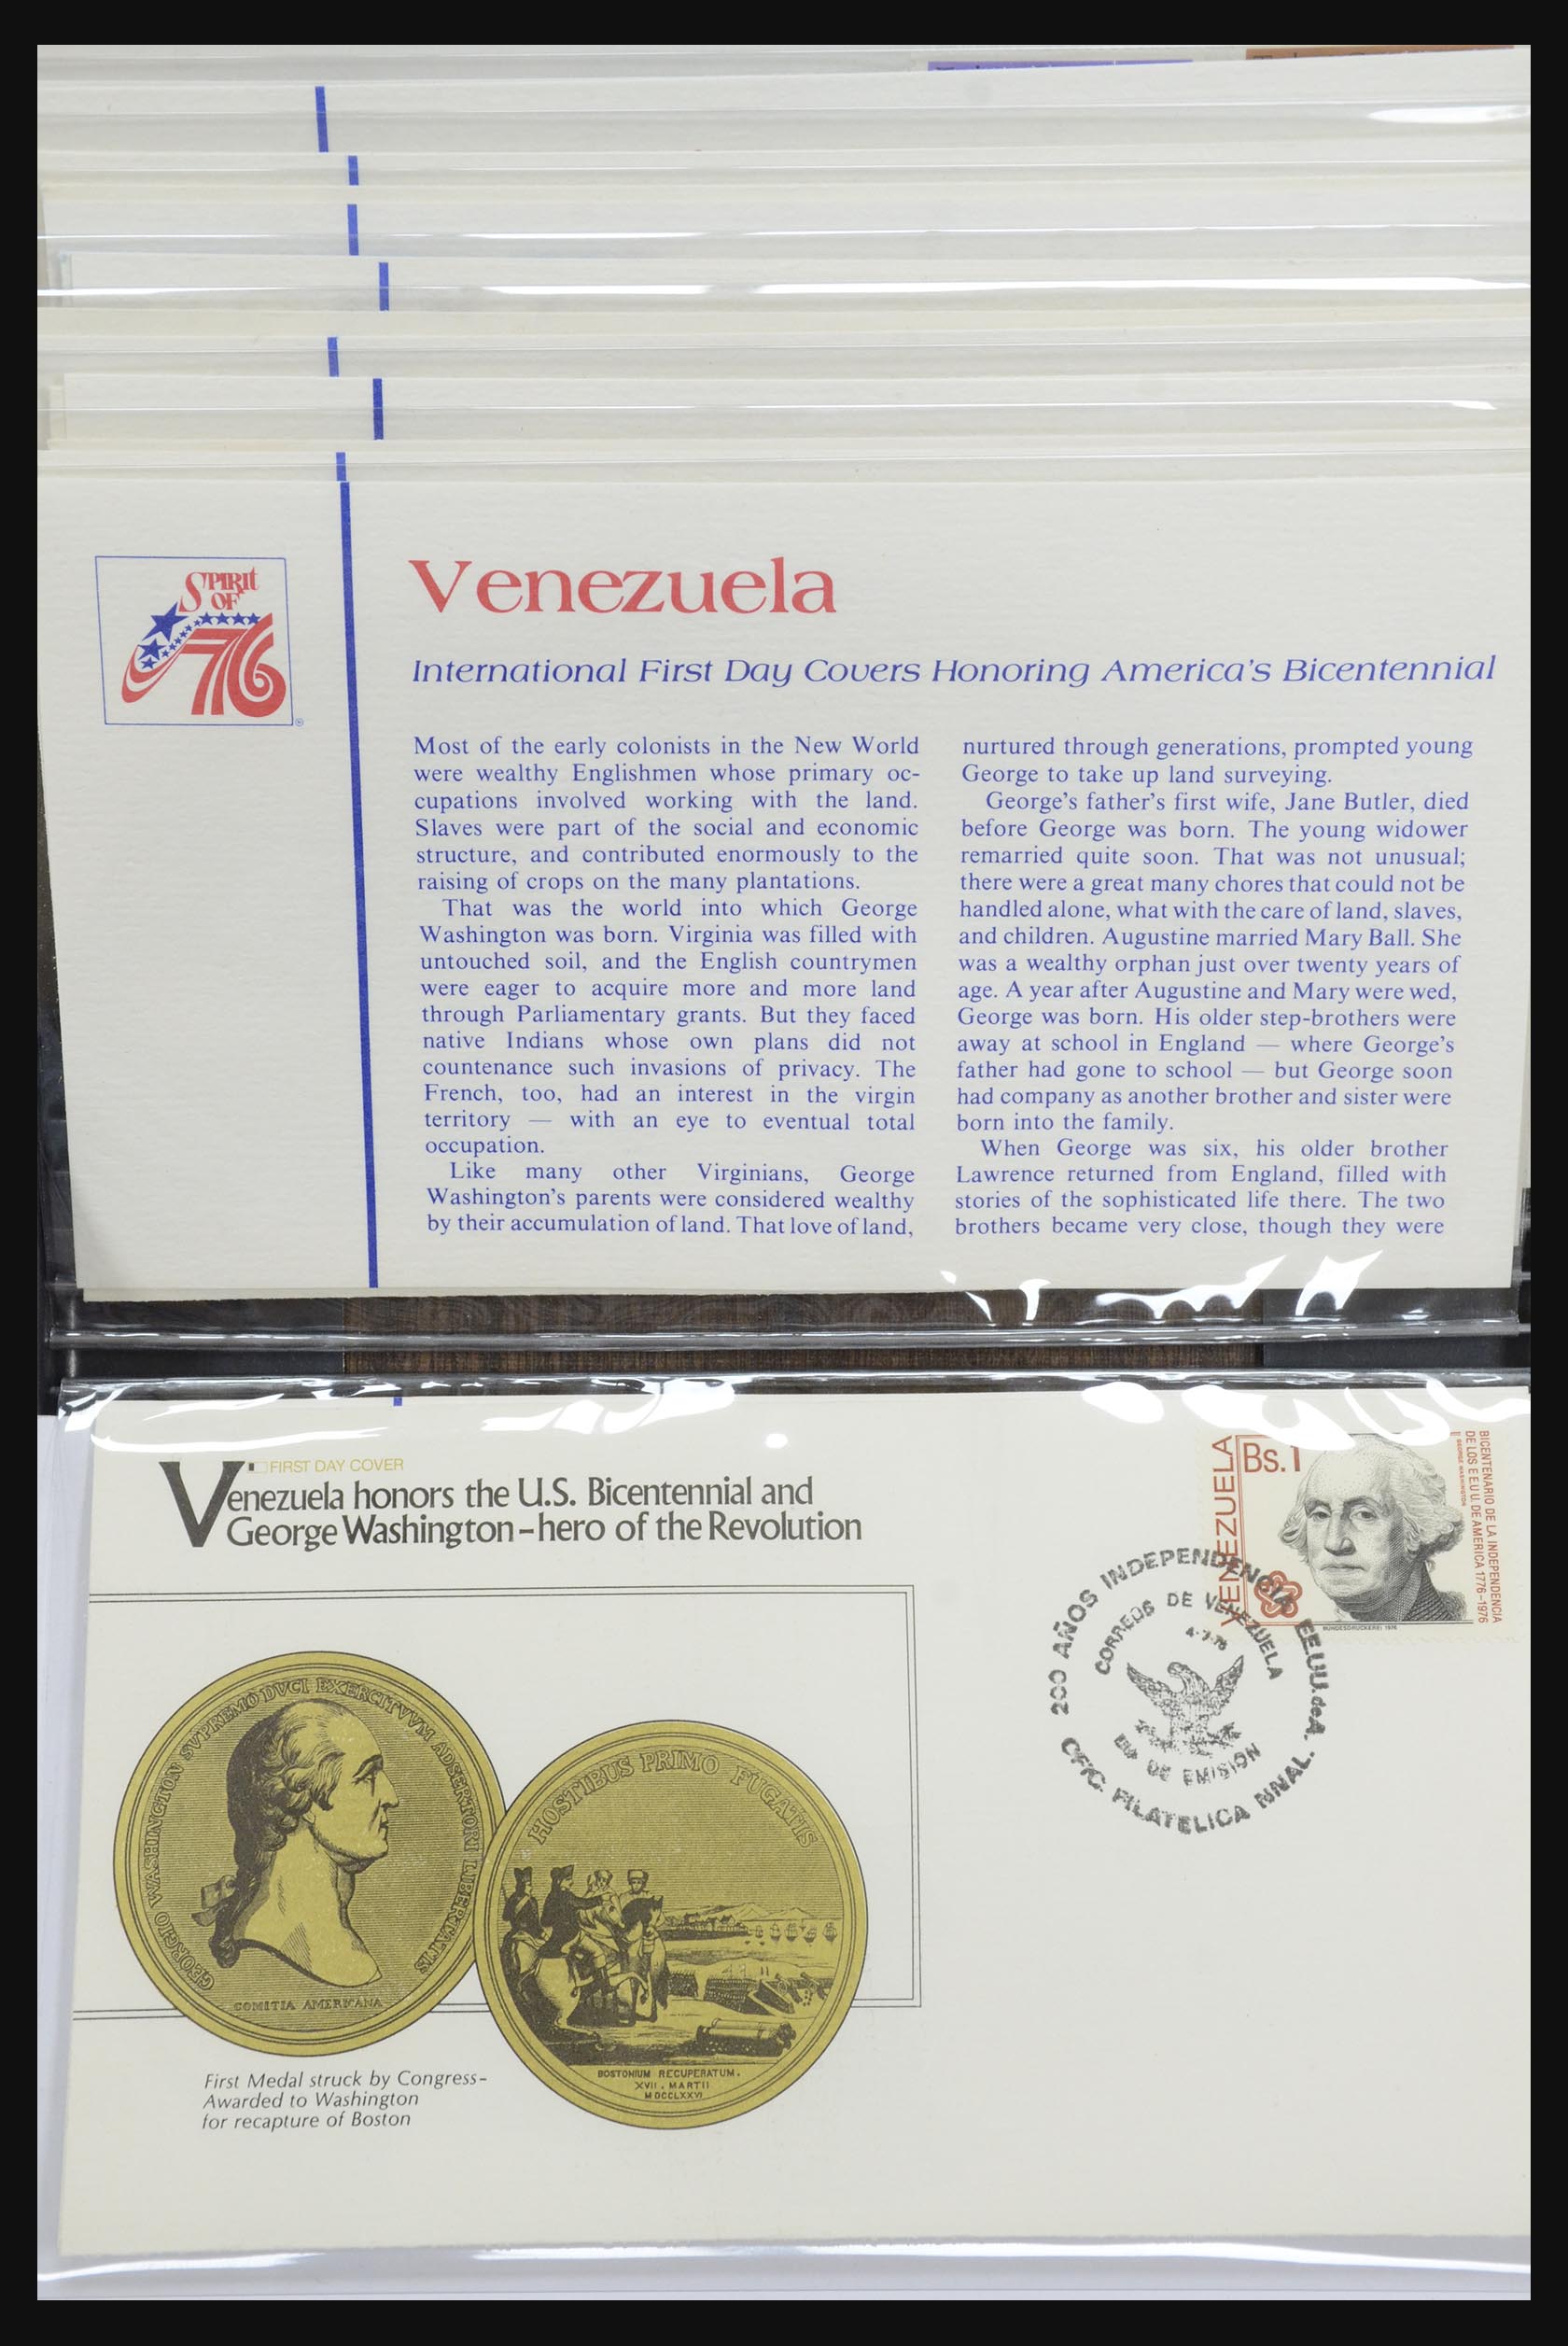 SPIRIT
OF
76
®
Venezuela
International First Day Covers Honoring America's Bicentennial
Most of the early colonists in the New World
were wealthy Englishmen whose primary oc-
cupations involved working with the land.
Slaves were part of the social and economic
structure, and contributed enormously to the
raising of crops on the many plantations.
That was the world into which George
Washington was born. Virginia was filled with
untouched soil, and the English countrymen
were eager to acquire more and more land
through Parliamentary grants. But they faced
native Indians whose own plans did not
countenance such invasions of privacy. The
French, too, had an interest in the virgin
territory — with an eye to eventual total
occupation.
Like many other Virginians, George
Washington's parents were considered wealthy
by their accumulation of land. That love of land,
nurtured through generations, prompted young
George to take up land surveying.
George's father's first wife, Jane Butler, died
before George was born. The young widower
remarried quite soon. That was not unusual;
there were a great many chores that could not be
handled alone, what with the care of land, slaves,
and children. Augustine married Mary Ball. She
was a wealthy orphan just over twenty years of
age. A year after Augustine and Mary were wed,
George was born. His older step-brothers were
away at school in England — where George's
father had gone to school — but George soon
had company as another brother and sister were
born into the family.
When George was six, his older brother
Lawrence returned from England, filled with
stories of the sophisticated life there. The two
brothers became very close, though they were
FIRST DAY COVER
Venezuela honors the U.S. Bicentennial and
George Washington-hero of the Revolution
VENEZUELA
Bs.1
BICENTENARIO DE LA INDEPENDENCIA
DE LOS EE.UU. DE AMERICA 1776-1976
GEORGE WASHINGTON
BUNDESDRUCKEREI 1976
200 AÑOS INDEPENDENCIA EE.UU. de A.
CORREOS DE VENEZUELA
4-7-76
DIA DE EMISION
OFIC. FILATELICA NNAL.
GEORGIO WASHINGTON SVPREMO DVCI EXERCITVVM ADSERTORI LIBERTATIS
COMITIA AMERICANA
HOSTIBUS PRIMO FUGATIS
BOSTONIUM RECUPERATUM.
XVII. MARTII
MDCCLXXVI
First Medal struck by Congress-
Awarded to Washington
for recapture of Boston